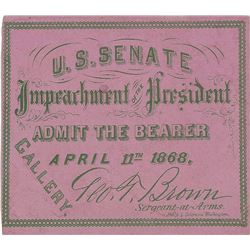 U.S. SENATE
Impeachment OF THE President
ADMIT THE BEARER
APRIL 11TH 1868.
GALLERY.
Geo. T. Brown
Sergeant-at-Arms.